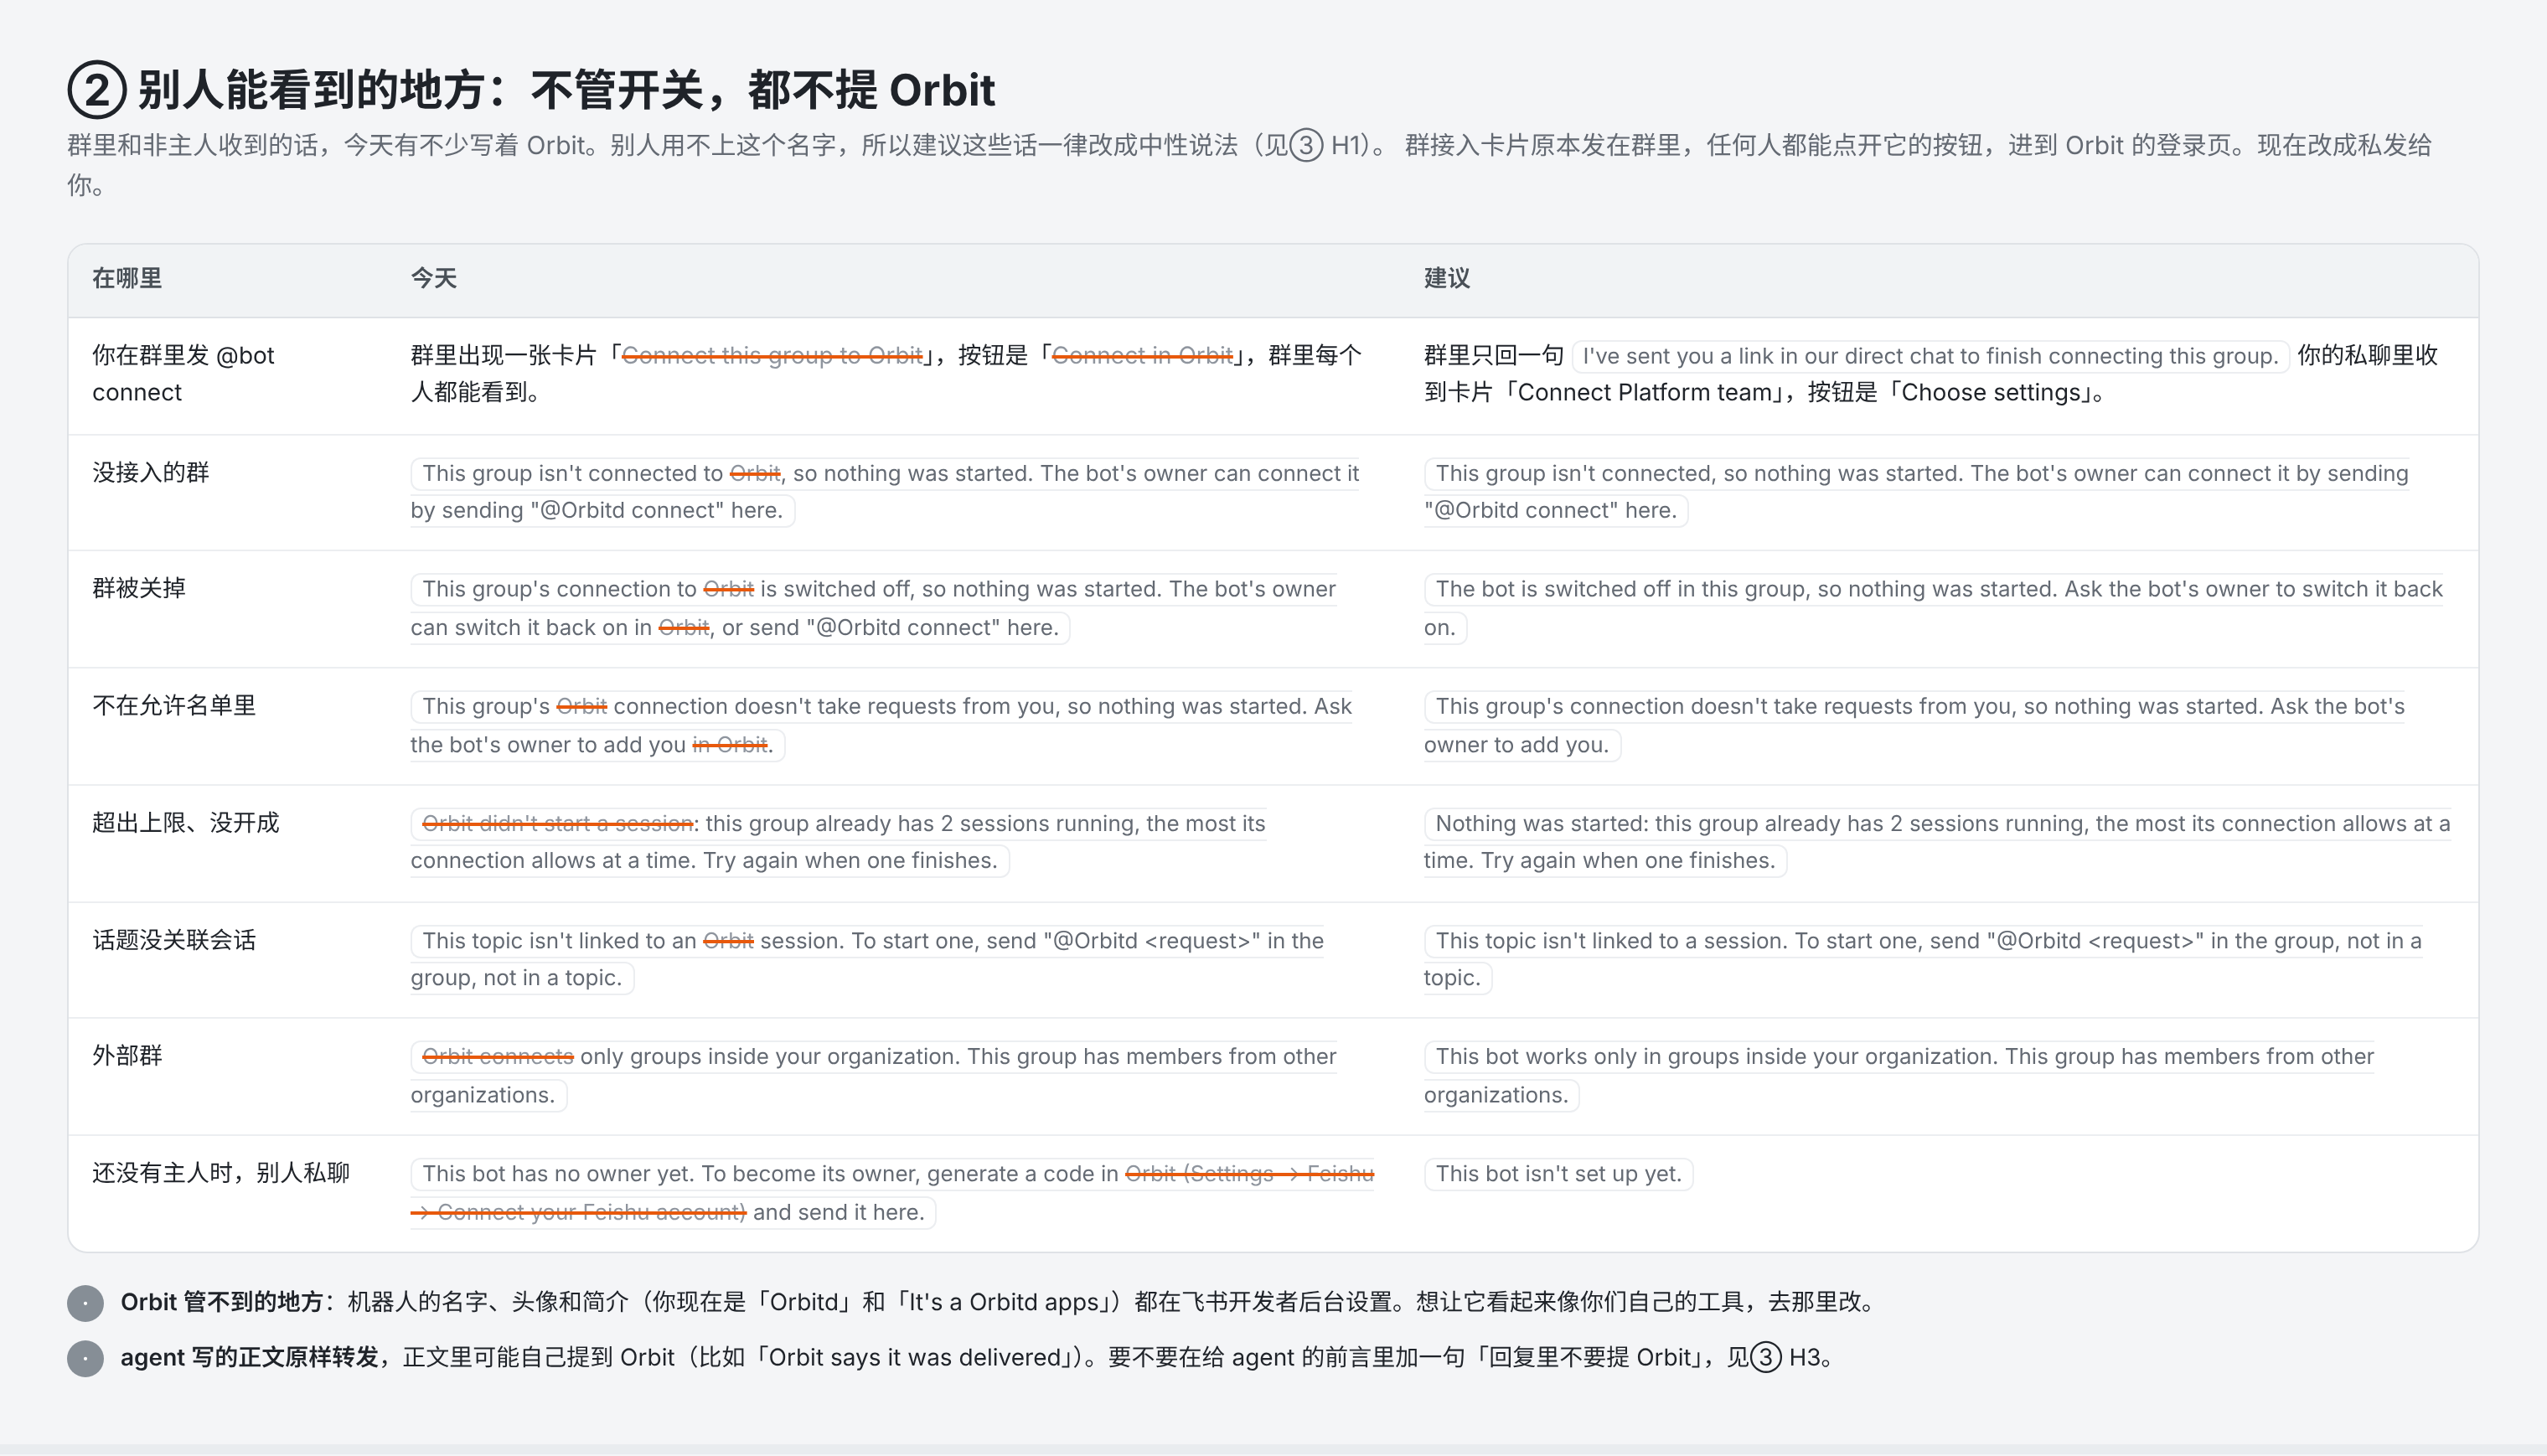 ② 别人能看到的地方：不管开关，都不提 Orbit
群里和非主人收到的话，今天有不少写着 Orbit。别人用不上这个名字，所以建议这些话一律改成中性说法（见③ H1）。 群接入卡片原本发在群里，任何人都能点开它的按钮，进到 Orbit 的登录页。现在改成私发给
你。
在哪里
今天
建议
你在群里发 @bot
connect
群里出现一张卡片「Connect this group to Orbit」，按钮是「Connect in Orbit」，群里每个
人都能看到。
群里只回一句 I've sent you a link in our direct chat to finish connecting this group. 你的私聊里收
到卡片「Connect Platform team」，按钮是「Choose settings」。
没接入的群
This group isn't connected to Orbit, so nothing was started. The bot's owner can connect it
by sending "@Orbitd connect" here.
This group isn't connected, so nothing was started. The bot's owner can connect it by sending
"@Orbitd connect" here.
群被关掉
This group's connection to Orbit is switched off, so nothing was started. The bot's owner
can switch it back on in Orbit, or send "@Orbitd connect" here.
The bot is switched off in this group, so nothing was started. Ask the bot's owner to switch it back
on.
不在允许名单里
This group's Orbit connection doesn't take requests from you, so nothing was started. Ask
the bot's owner to add you in Orbit.
This group's connection doesn't take requests from you, so nothing was started. Ask the bot's
owner to add you.
超出上限、没开成
Orbit didn't start a session: this group already has 2 sessions running, the most its
connection allows at a time. Try again when one finishes.
Nothing was started: this group already has 2 sessions running, the most its connection allows at a
time. Try again when one finishes.
话题没关联会话
This topic isn't linked to an Orbit session. To start one, send "@Orbitd <request>" in the
group, not in a topic.
This topic isn't linked to a session. To start one, send "@Orbitd <request>" in the group, not in a
topic.
外部群
Orbit connects only groups inside your organization. This group has members from other
organizations.
This bot works only in groups inside your organization. This group has members from other
organizations.
还没有主人时，别人私聊
This bot has no owner yet. To become its owner, generate a code in Orbit (Settings → Feishu
→ Connect your Feishu account) and send it here.
This bot isn't set up yet.
· Orbit 管不到的地方：机器人的名字、头像和简介（你现在是「Orbitd」和「It's a Orbitd apps」）都在飞书开发者后台设置。想让它看起来像你们自己的工具，去那里改。
· agent 写的正文原样转发，正文里可能自己提到 Orbit（比如「Orbit says it was delivered」）。要不要在给 agent 的前言里加一句「回复里不要提 Orbit」，见③ H3。